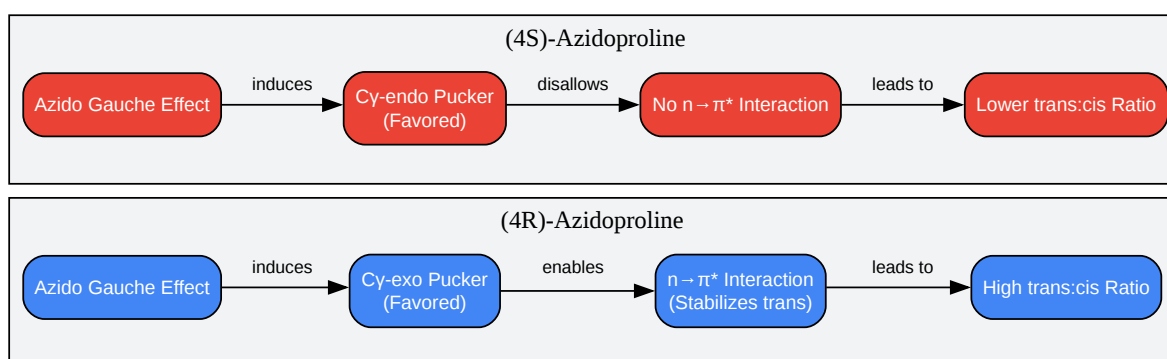 (4S)-Azidoproline
Azido Gauche Effect
induces
Cγ-endo Pucker
(Favored)
disallows
No n→π* Interaction
leads to
Lower trans:cis Ratio
(4R)-Azidoproline
Azido Gauche Effect
induces
Cγ-exo Pucker
(Favored)
enables
n→π* Interaction
(Stabilizes trans)
leads to
High trans:cis Ratio